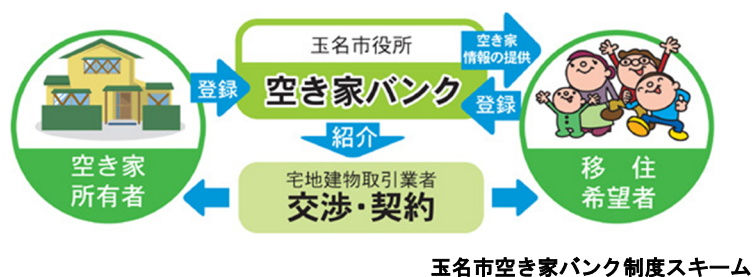 玉名市役所
空き家バンク
登録
空き家
情報の提供
登録
紹介
空き家
所有者
宅地建物取引業者
交渉・契約
移住
希望者
玉名市空き家バンク制度スキーム